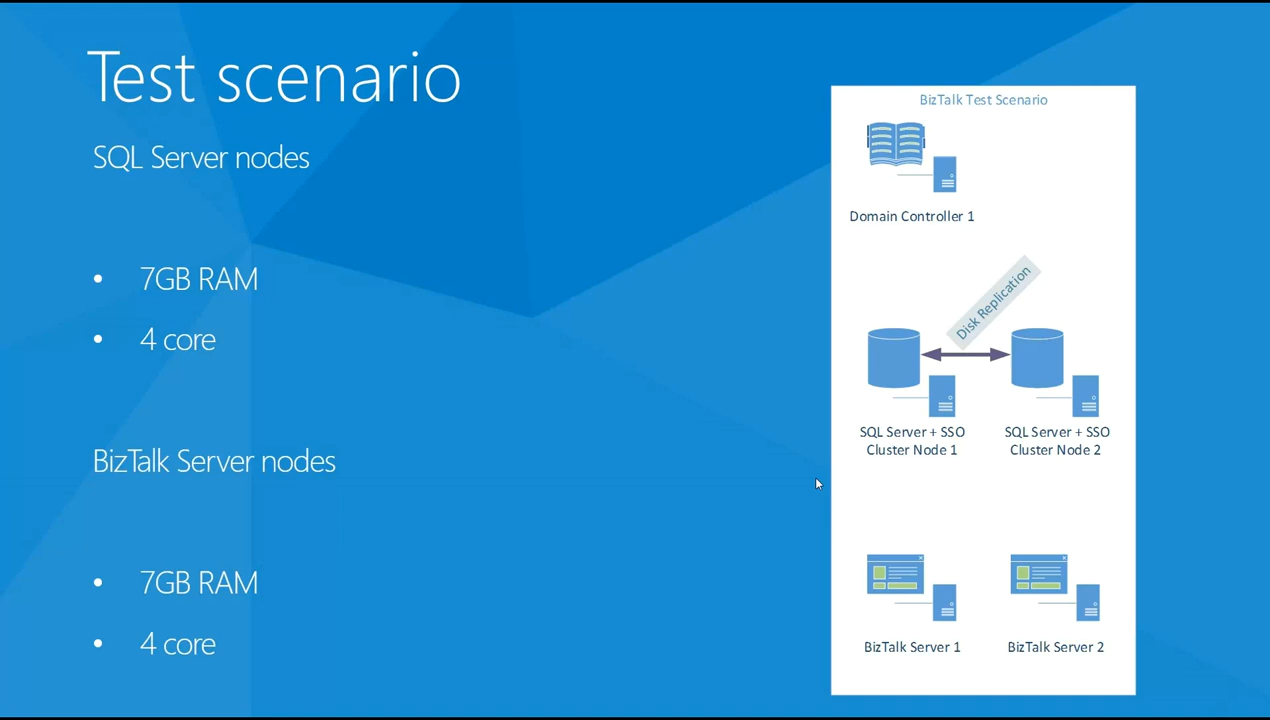 Test scenario
SQL Server nodes
• 7GB RAM
• 4 core
BizTalk Server nodes
• 7GB RAM
• 4 core
BizTalk Test Scenario
Domain Controller 1
Disk Replication
SQL Server + SSO
Cluster Node 1
SQL Server + SSO
Cluster Node 2
BizTalk Server 1
BizTalk Server 2